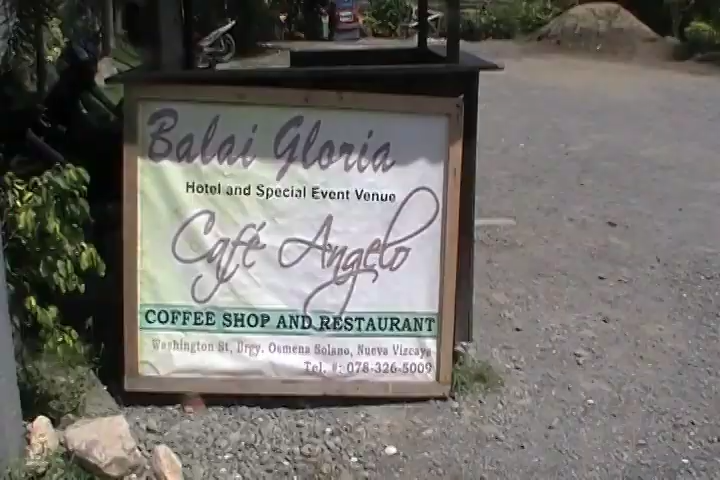 Balai Gloria
Hotel and Special Event Venue
Café Angelo
COFFEE SHOP AND RESTAURANT
Washington St, Brgy. Osmena Solano, Nueva Vizcaya
Tel. #: 078-326-5009